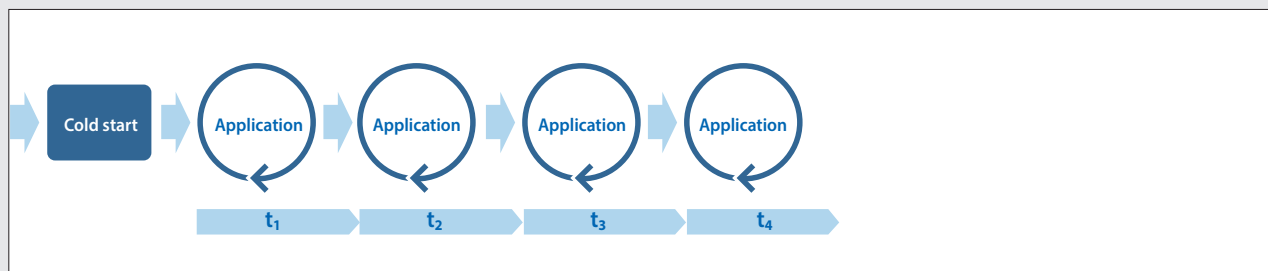 Cold start
Application
Application
Application
Application
t₁
t₂
t₃
t₄